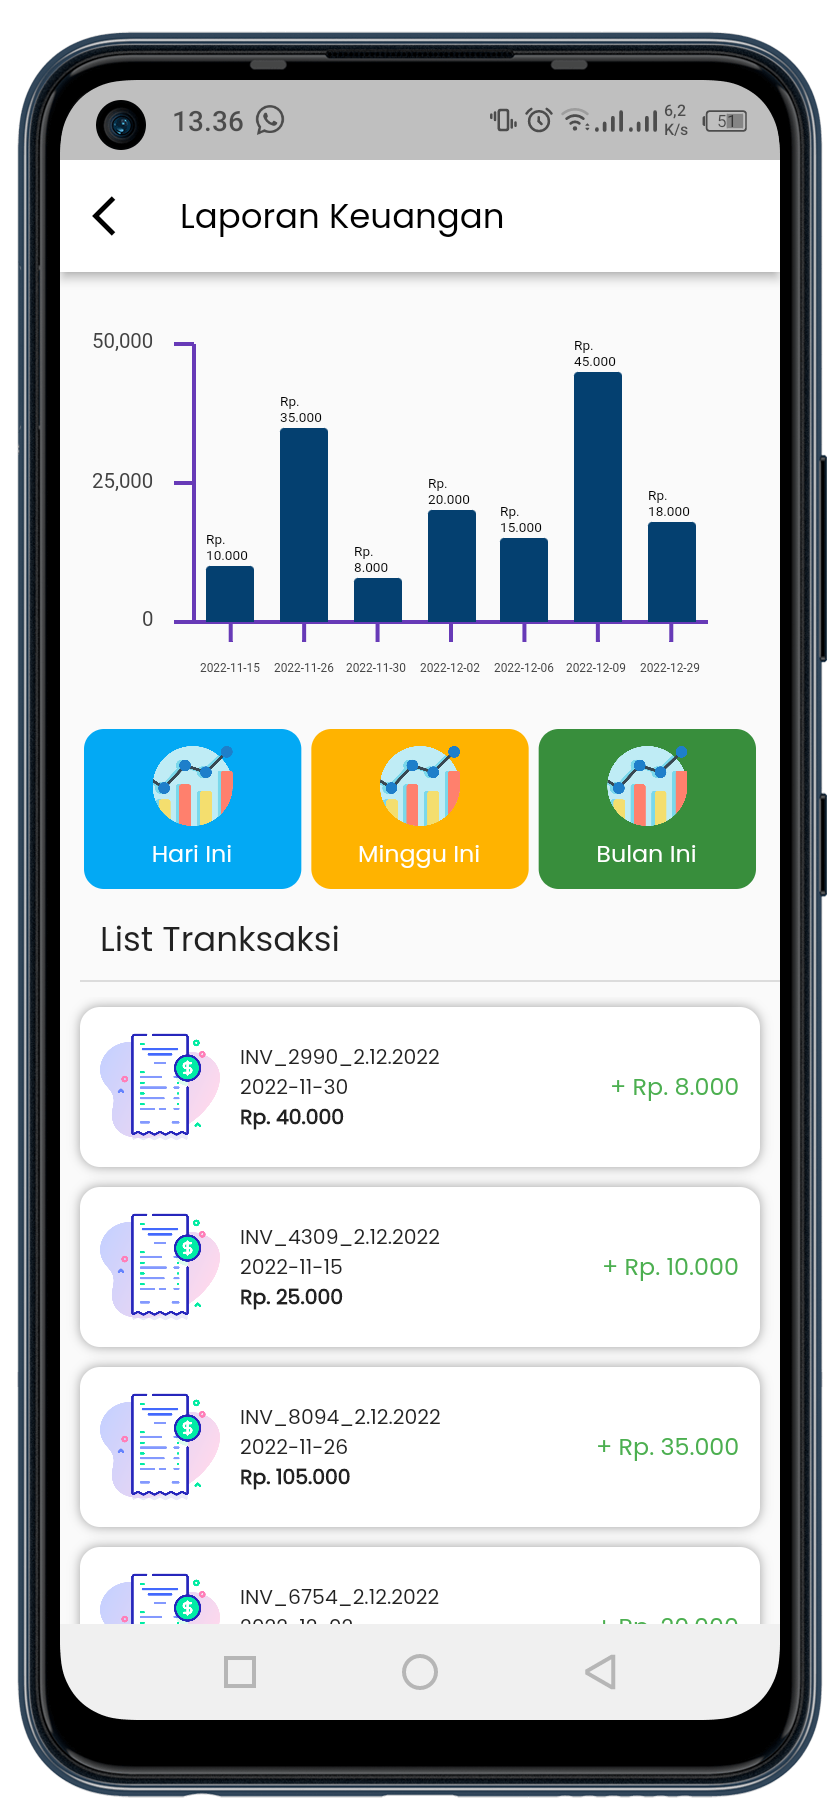 13.36
6,2
K/s
51
Laporan Keuangan
50,000
25,000
0
Rp.
10.000
Rp.
35.000
Rp.
8.000
Rp.
20.000
Rp.
15.000
Rp.
45.000
Rp.
18.000
2022-11-15 2022-11-26 2022-11-30 2022-12-02 2022-12-06 2022-12-09 2022-12-29
Hari Ini
Minggu Ini
Bulan Ini
List Tranksaksi
INV_2990_2.12.2022
2022-11-30
Rp. 40.000
+ Rp. 8.000
INV_4309_2.12.2022
2022-11-15
Rp. 25.000
+ Rp. 10.000
INV_8094_2.12.2022
2022-11-26
Rp. 105.000
+ Rp. 35.000
INV_6754_2.12.2022